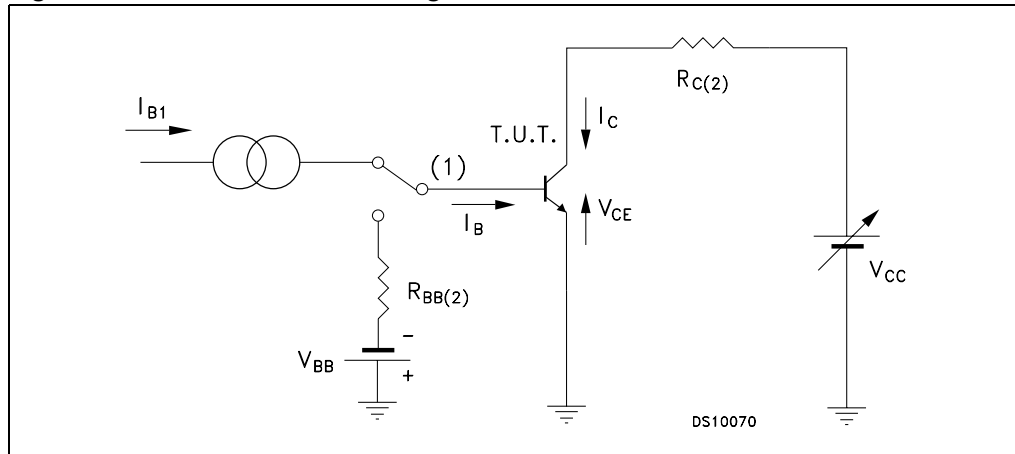 R_C(2)
I_B1
I_C
T.U.T.
(1)
V_CE
I_B
V_CC
R_BB(2)
-
V_BB
+
DS10070